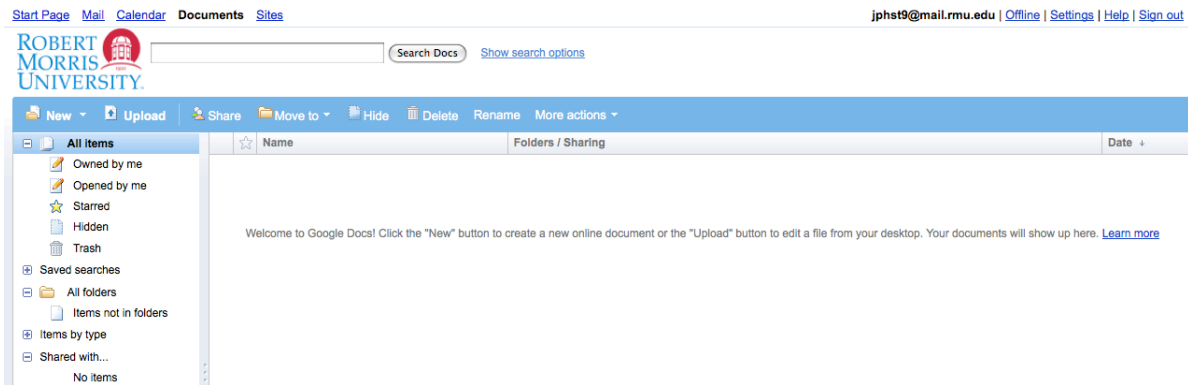 Start Page Mail Calendar Documents Sites jphst9@mail.rmu.edu | Offline | Settings | Help | Sign out
ROBERT
MORRIS
UNIVERSITY.
Search Docs Show search options
New Upload Share Move to Hide Delete Rename More actions
All items Name Folders / Sharing Date
Owned by me
Opened by me
Starred
Hidden
Welcome to Google Docs! Click the "New" button to create a new online document or the "Upload" button to edit a file from your desktop. Your documents will show up here. Learn more
Trash
Saved searches
All folders
Items not in folders
Items by type
Shared with...
No items